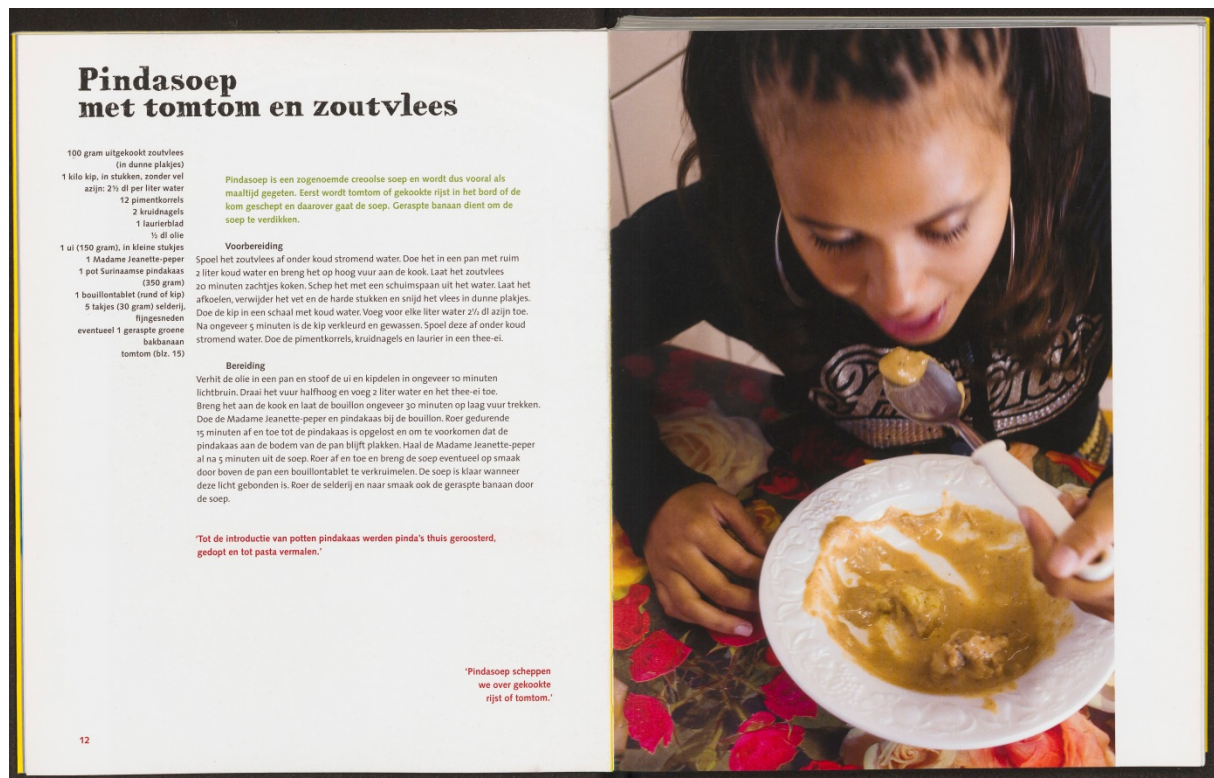 Pindasoep
met tomtom en zoutvlees
100 gram uitgekookt zoutvlees
(in dunne plakjes)
1 kilo kip, in stukken, zonder vel
azijn: 2½ dl per liter water
12 pimentkorrels
2 kruidnagels
1 laurierblad
½ dl olie
1 ui (150 gram), in kleine stukjes
1 Madame Jeanette-peper
1 pot Surinaamse pindakaas
(350 gram)
1 bouillontablet (rund of kip)
5 takjes (30 gram) selderij,
fijngesneden
eventueel 1 geraspte groene
bakbanaan
tomtom (blz. 15)
Pindasoep is een zogenoemde creoolse soep en wordt dus vooral als
maaltijd gegeten. Eerst wordt tomtom of gekookte rijst in het bord of de
kom geschept en daarover gaat de soep. Geraspte banaan dient om de
soep te verdikken.
Voorbereiding
Spoel het zoutvlees af onder koud stromend water. Doe het in een pan met ruim
2 liter koud water en breng het op hoog vuur aan de kook. Laat het zoutvlees
20 minuten zachtjes koken. Schep het met een schuimspaan uit het water. Laat het
afkoelen, verwijder het vet en de harde stukken en snijd het vlees in dunne plakjes.
Doe de kip in een schaal met koud water. Voeg voor elke liter water 2½ dl azijn toe.
Na ongeveer 5 minuten is de kip verkleurd en gewassen. Spoel deze af onder koud
stromend water. Doe de pimentkorrels, kruidnagels en laurier in een thee-ei.
Bereiding
Verhit de olie in een pan en stoof de ui en kipdelen in ongeveer 10 minuten
lichtbruin. Draai het vuur halfhoog en voeg 2 liter water en het thee-ei toe.
Breng het aan de kook en laat de bouillon ongeveer 30 minuten op laag vuur trekken.
Doe de Madame Jeanette-peper en pindakaas bij de bouillon. Roer gedurende
15 minuten af en toe tot de pindakaas is opgelost en om te voorkomen dat de
pindakaas aan de bodem van de pan blijft plakken. Haal de Madame Jeanette-peper
al na 5 minuten uit de soep. Roer af en toe en breng de soep eventueel op smaak
door boven de pan een bouillontablet te verkruimelen. De soep is klaar wanneer
deze licht gebonden is. Roer de selderij en naar smaak ook de geraspte banaan door
de soep.
'Tot de introductie van potten pindakaas werden pinda's thuis geroosterd,
gedopt en tot pasta vermalen.'
'Pindasoep scheppen
we over gekookte
rijst of tomtom.'
12